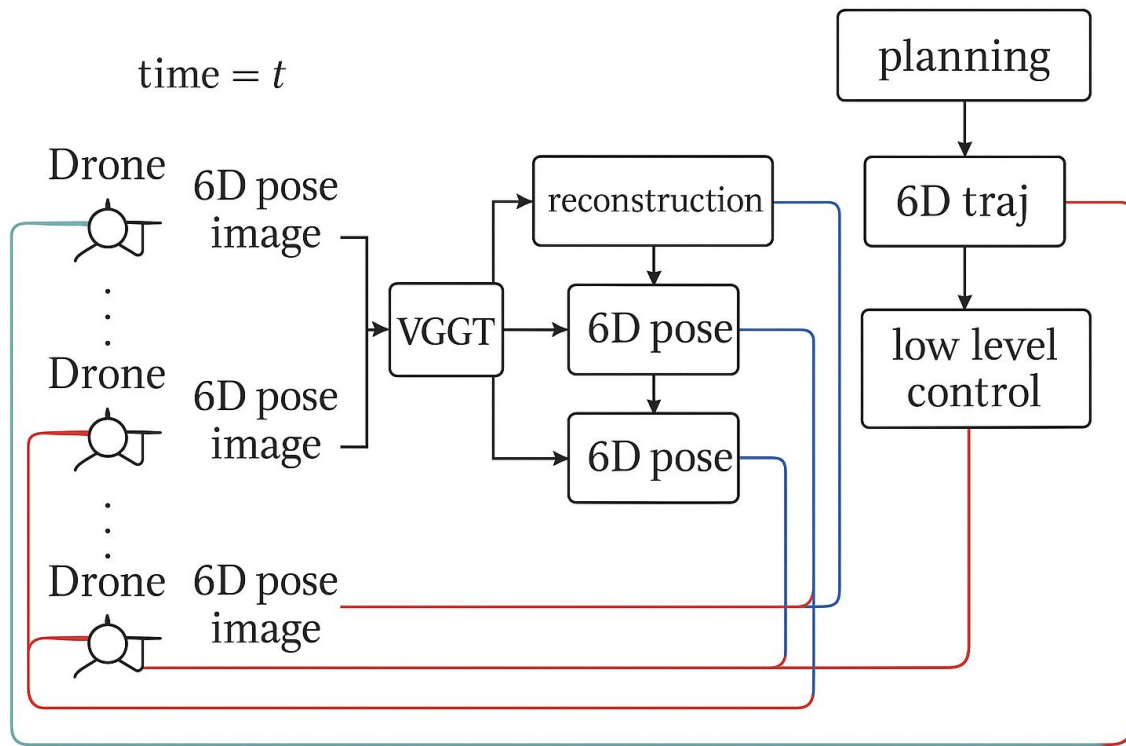 time = t
planning
Drone
6D pose
image
reconstruction
6D traj
VGGT
6D pose
low level
control
Drone
6D pose
image
6D pose
Drone
6D pose
image